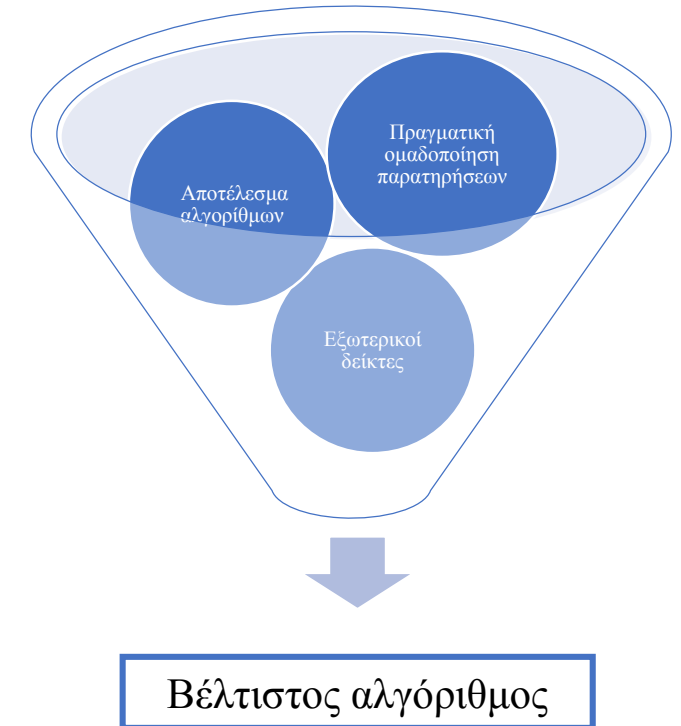 Πραγματική
ομαδοποίηση
παρατηρήσεων
Αποτέλεσμα
αλγορίθμων
Εξωτερικοί
δείκτες
Βέλτιστος αλγόριθμος